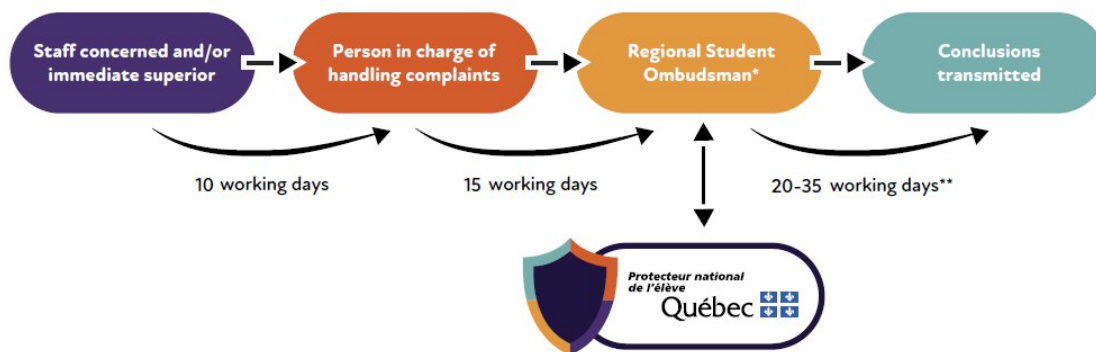 Staff concerned and/or
immediate superior
Person in charge of
handling complaints
Regional Student
Ombudsman*
Conclusions
transmitted
10 working days
15 working days
20-35 working days**
Protecteur national
de l'élève
Québec